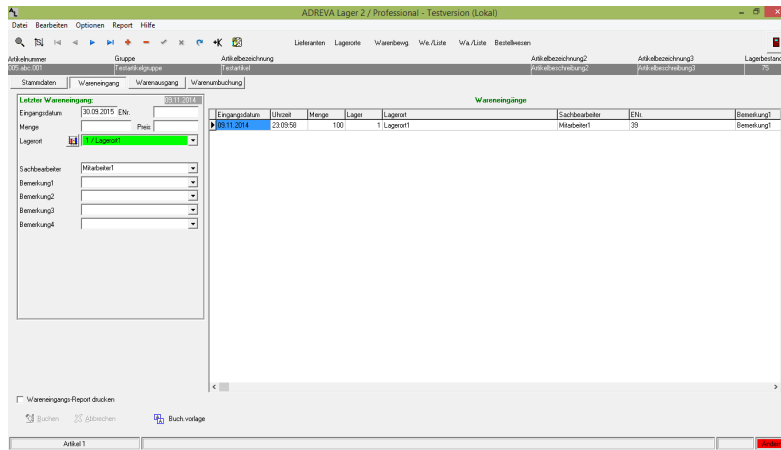 ADREVA Lager 2 / Professional - Testversion (Lokal)
Datei Bearbeiten Optionen Report Hilfe
+K Lieferanten Lagerorte Warenbewg. We./Liste Wa./Liste Bestellwesen
Artikelnummer Gruppe Artikelbezeichnung Artikelbezeichnung2 Artikelbezeichnung3 Lagerbestand
005.abc.001 Testartikelgruppe Testartikel Artikelbeschreibung2 Artikelbeschreibung3 75
Stammdaten Wareneingang Warenausgang Warenumbuchung
Letzter Wareneingang: 09.11.2014 Wareneingänge
Eingangsdatum 30.09.2015 ENr.
Menge Preis
Lagerort 1 / Lagerort1
Sachbearbeiter Mitarbeiter1
Bemerkung1
Bemerkung2
Bemerkung3
Bemerkung4
Eingangsdatum Uhrzeit Menge Lager Lagerort Sachbearbeiter ENr. Bemerkung1
09.11.2014 23:09:58 100 1 Lagerort1 Mitarbeiter1 39 Bemerkung1
Wareneingangs-Report drucken
Buchen Abbrechen Buch.vorlage
Artikel 1 Ändern